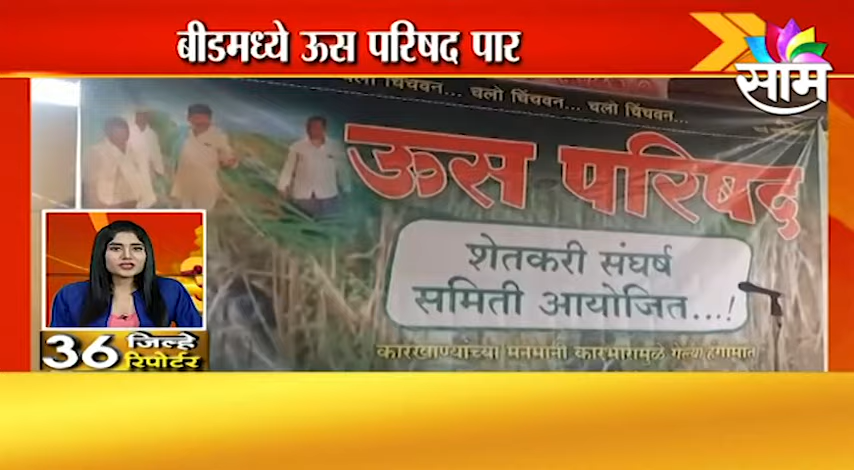 बीडमध्ये ऊस परिषद पार
साम
चलो चिंचवन... चलो चिंचवन... चलो चिंचवन...
ऊस परिषद
शेतकरी संघर्ष
समिती आयोजित...!
कारखाण्यांच्या मनमानी कारभारामुळे गेल्या हंगामात
36 जिल्हे
रिपोर्टर